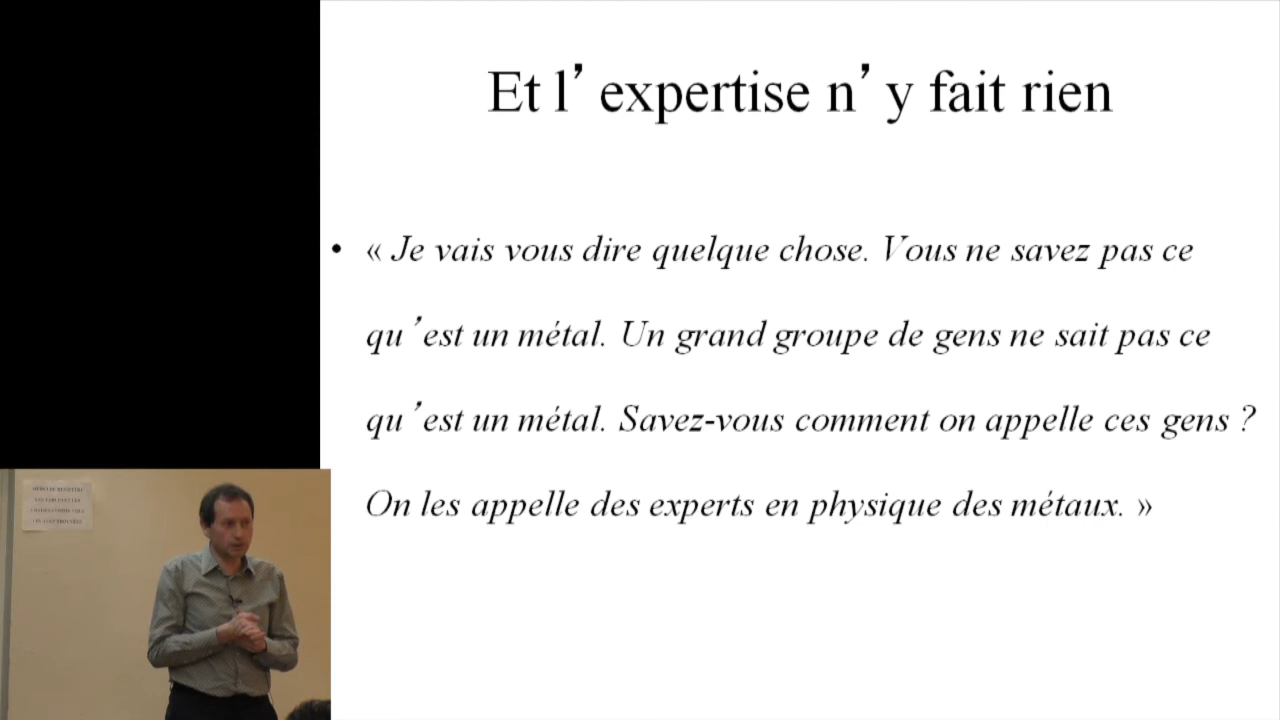 Et l’expertise n’y fait rien
• « Je vais vous dire quelque chose. Vous ne savez pas ce
qu’est un métal. Un grand groupe de gens ne sait pas ce
qu’est un métal. Savez-vous comment on appelle ces gens ?
On les appelle des experts en physique des métaux. »